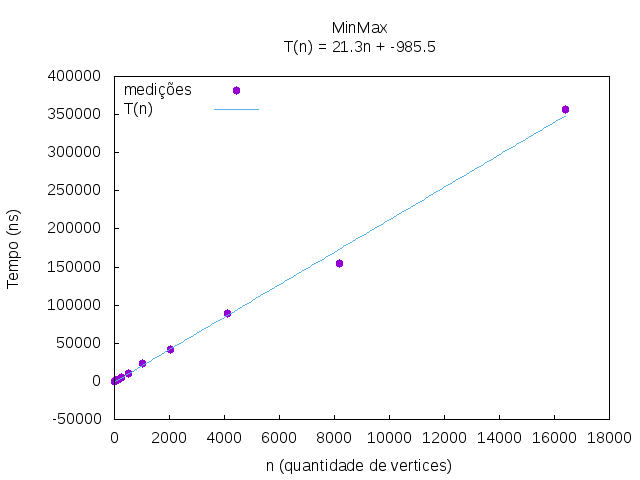 MinMax
T(n) = 21.3n + -985.5
400000
350000
300000
250000
200000
150000
100000
50000
0
-50000
medições
T(n)
Tempo (ns)
0 2000 4000 6000 8000 10000 12000 14000 16000 18000
n (quantidade de vertices)